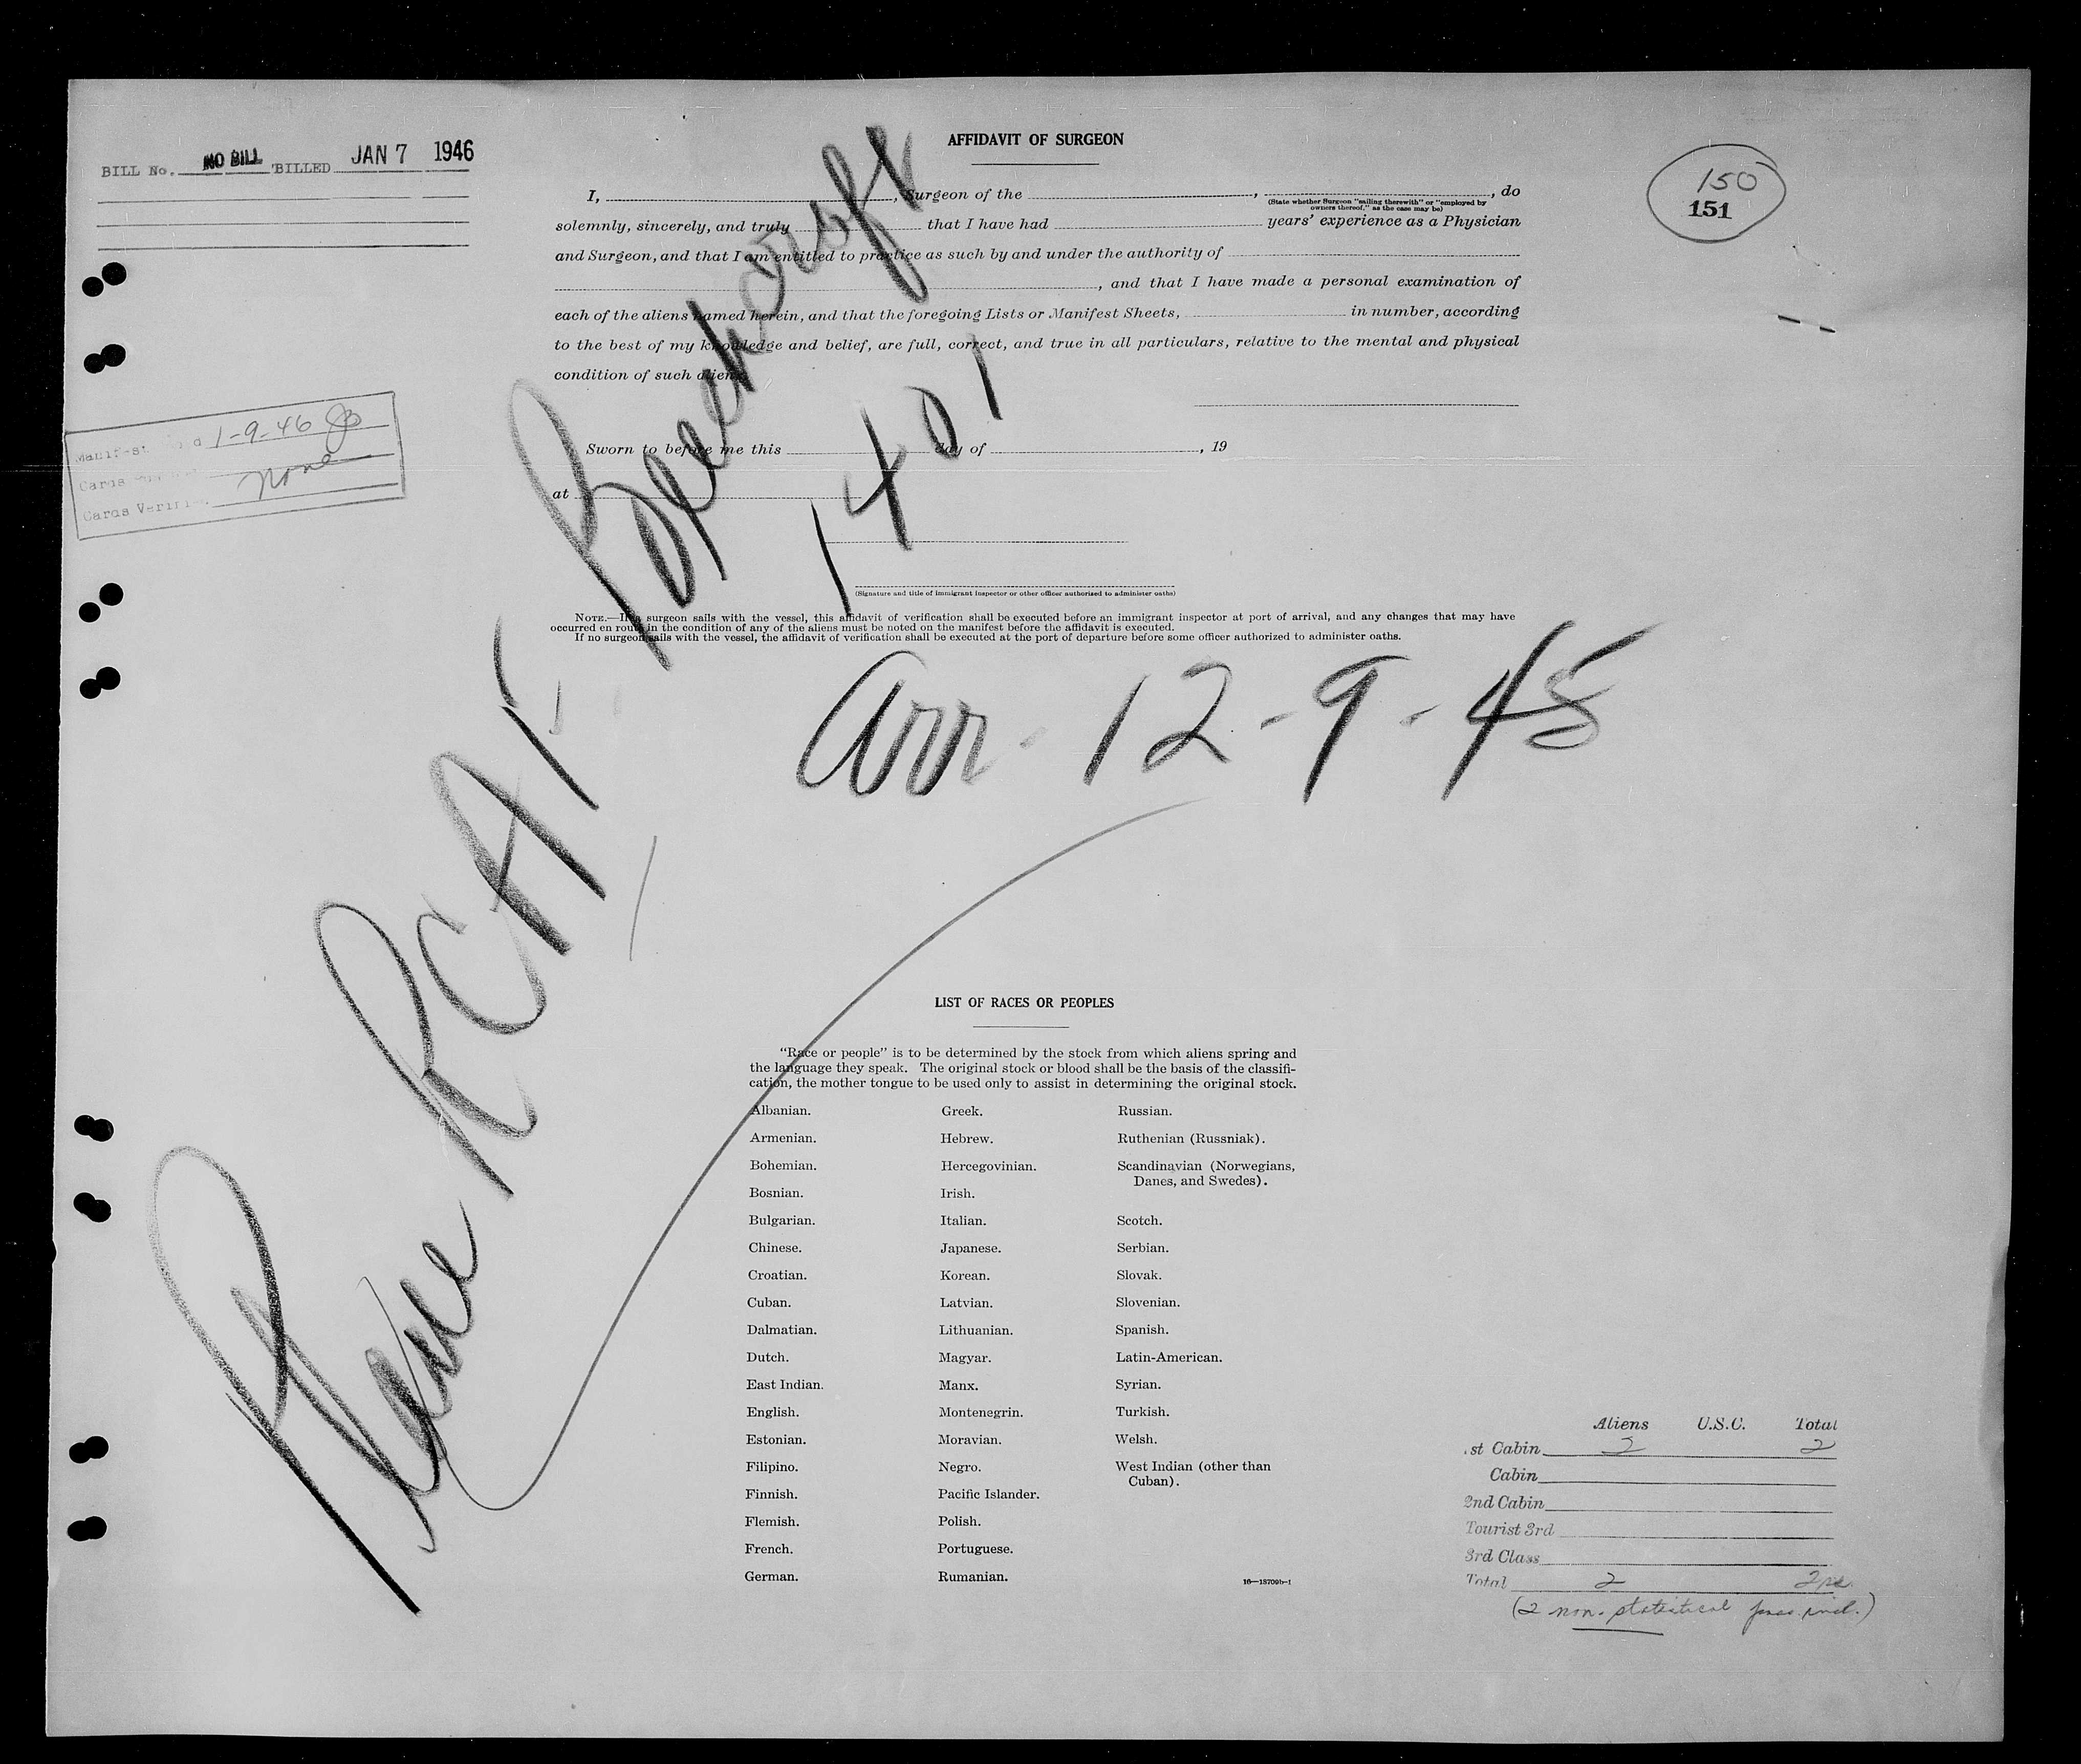 BILL No. NO BILL BILLED JAN 7 1946
150
151
Manifest 1-9-46
Cards
none
Cards Verifi
AFFIDAVIT OF SURGEON
I, , Surgeon of the , , do
(State whether Surgeon "sailing therewith" or "employed by
owners thereof," as the case may be)
solemnly, sincerely, and truly that I have had years' experience as a Physician
and Surgeon, and that I am entitled to practice as such by and under the authority of
, and that I have made a personal examination of
each of the aliens named herein, and that the foregoing Lists or Manifest Sheets, in number, according
to the best of my knowledge and belief, are full, correct, and true in all particulars, relative to the mental and physical
condition of such aliens.
Sworn to before me this day of , 19
at
(Signature and title of immigrant inspector or other officer authorized to administer oaths)
NOTE.—If a surgeon sails with the vessel, this affidavit of verification shall be executed before an immigrant inspector at port of arrival, and any changes that may have
occurred en route in the condition of any of the aliens must be noted on the manifest before the affidavit is executed.
If no surgeon sails with the vessel, the affidavit of verification shall be executed at the port of departure before some officer authorized to administer oaths.
Plane RCAF Beechcroft
1401
Arr - 12-9-45
LIST OF RACES OR PEOPLES
"Race or people" is to be determined by the stock from which aliens spring and
the language they speak. The original stock or blood shall be the basis of the classifi-
cation, the mother tongue to be used only to assist in determining the original stock.
Albanian. Greek. Russian.
Armenian. Hebrew. Ruthenian (Russniak).
Bohemian. Hercegovinian. Scandinavian (Norwegians,
Danes, and Swedes).
Bosnian. Irish.
Bulgarian. Italian. Scotch.
Chinese. Japanese. Serbian.
Croatian. Korean. Slovak.
Cuban. Latvian. Slovenian.
Dalmatian. Lithuanian. Spanish.
Dutch. Magyar. Latin-American.
East Indian. Manx. Syrian.
English. Montenegrin. Turkish.
Estonian. Moravian. Welsh.
Filipino. Negro. West Indian (other than
Cuban).
Finnish. Pacific Islander.
Flemish. Polish.
French. Portuguese.
German. Rumanian.
16—18709b-1
Aliens U.S.C. Total
st Cabin 2 2
Cabin
2nd Cabin
Tourist 3rd
3rd Class
Total 2 2
(2 non-statistical incl.)